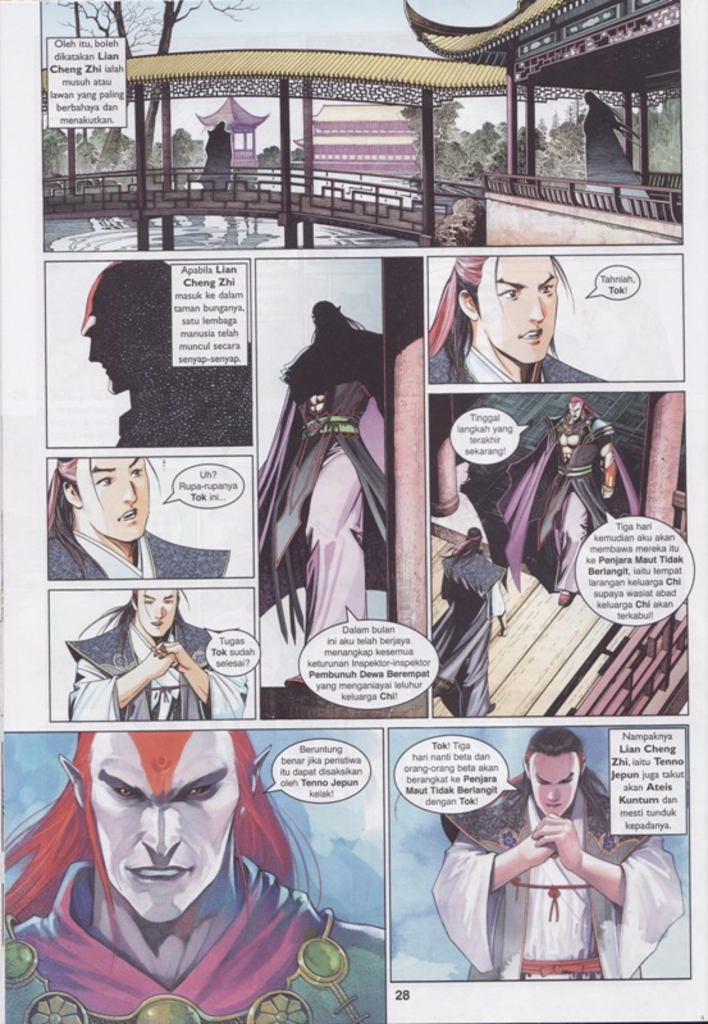 Oleh itu, boleh
dikatakan Lian
Cheng Zhi ialah
musuh atau
lawan yang paling
berbahaya dan
menakutkan.
Apabila Lian
Cheng Zhi
masuk ke dalam
taman bunganya,
satu lembaga
manusia telah
muncul secara
senyap-senyap.
Uh?
Rupa-rupanya
Tok ini...
Tugas
Tok sudah
selesai?
Dalam bulan
ini aku telah berjaya
menangkap kesemua
keturunan Inspektor-inspektor
Pembunuh Dewa Berempat
yang menganiayai leluhur
keluarga Chi!
Tahniah,
Tok!
Tinggal
langkah yang
terakhir
sekarang!
Tiga hari
kemudian aku akan
membawa mereka itu
ke Penjara Maut Tidak
Berlangit, iaitu tempat
larangan keluarga Chi
supaya wasiat abad
keluarga Chi akan
terkabul!
Beruntung
benar jika peristiwa
itu dapat disaksikan
oleh Tenno Jepun
kelak!
Tok! Tiga
hari nanti beta dan
orang-orang beta akan
berangkat ke Penjara
Maut Tidak Berlangit
dengan Tok!
Nampaknya
Lian Cheng
Zhi, iaitu Tenno
Jepun juga takut
akan Ateis
Kuntum dan
mesti tunduk
kepadanya.
28